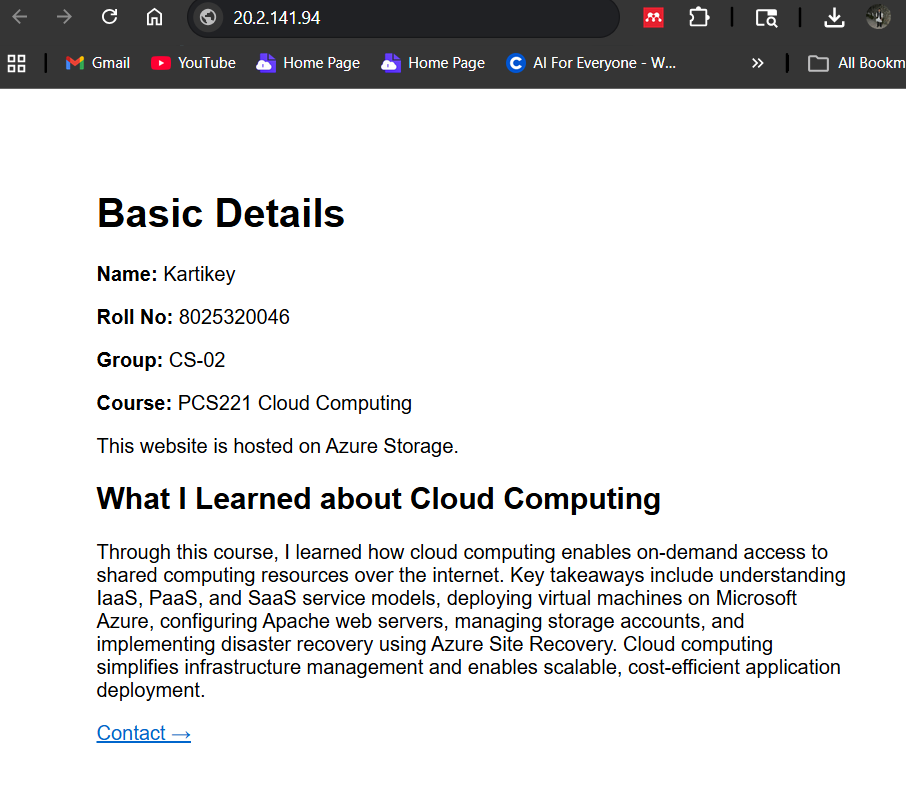 20.2.141.94
Gmail YouTube Home Page Home Page AI For Everyone - W... All Bookm
Basic Details
Name: Kartikey
Roll No: 8025320046
Group: CS-02
Course: PCS221 Cloud Computing
This website is hosted on Azure Storage.
What I Learned about Cloud Computing
Through this course, I learned how cloud computing enables on-demand access to
shared computing resources over the internet. Key takeaways include understanding
IaaS, PaaS, and SaaS service models, deploying virtual machines on Microsoft
Azure, configuring Apache web servers, managing storage accounts, and
implementing disaster recovery using Azure Site Recovery. Cloud computing
simplifies infrastructure management and enables scalable, cost-efficient application
deployment.
Contact →